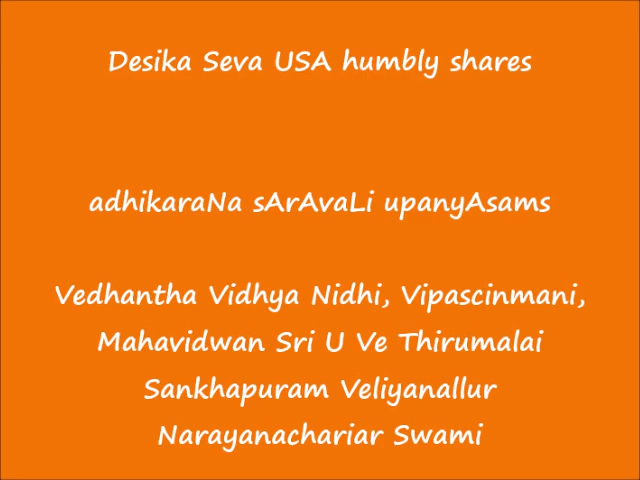 Desika Seva USA humbly shares
adhikaraNa sArAvaLi upanyAsams
Vedhantha Vidhya Nidhi, Vipascinmani,
Mahavidwan Sri U Ve Thirumalai
Sankhapuram Veliyanallur
Narayanachariar Swami